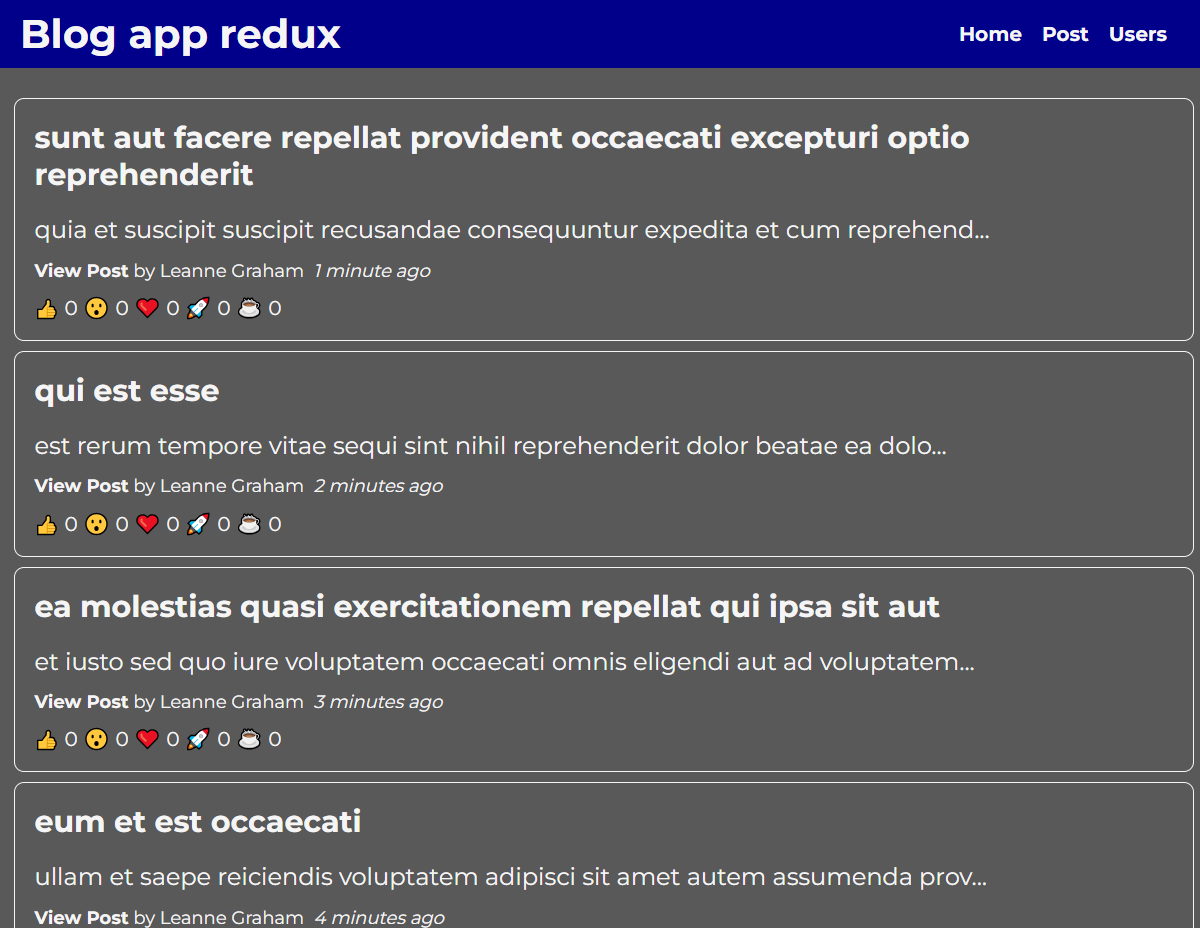 Blog app redux
Home Post Users
sunt aut facere repellat provident occaecati excepturi optio
reprehenderit
quia et suscipit suscipit recusandae consequuntur expedita et cum reprehend...
View Post by Leanne Graham 1 minute ago
👍 0 😮 0 ❤️ 0 🚀 0 ☕ 0
qui est esse
est rerum tempore vitae sequi sint nihil reprehenderit dolor beatae ea dolo...
View Post by Leanne Graham 2 minutes ago
👍 0 😮 0 ❤️ 0 🚀 0 ☕ 0
ea molestias quasi exercitationem repellat qui ipsa sit aut
et iusto sed quo iure voluptatem occaecati omnis eligendi aut ad voluptatem...
View Post by Leanne Graham 3 minutes ago
👍 0 😮 0 ❤️ 0 🚀 0 ☕ 0
eum et est occaecati
ullam et saepe reiciendis voluptatem adipisci sit amet autem assumenda prov...
View Post by Leanne Graham 4 minutes ago